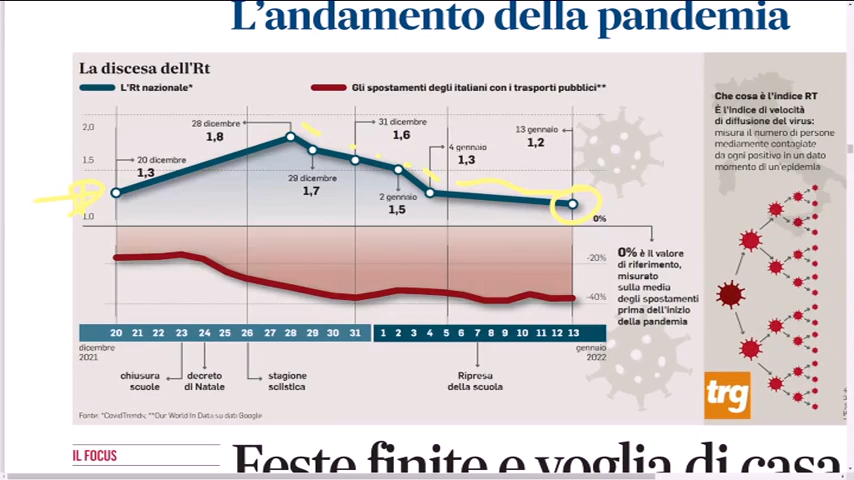 L'andamento della pandemia
La discesa dell'Rt
L'Rt nazionale*
Gli spostamenti degli italiani con i trasporti pubblici**
2,0
1,5
1.0
20 dicembre
1,3
28 dicembre
1,8
29 dicembre
1,7
31 dicembre
1,6
2 gennaio
1,5
4 gennaio
1,3
13 gennaio
1,2
0%
-20%
-40%
0% è il valore
di riferimento,
misurato
sulla media
degli spostamenti
prima dell'inizio
della pandemia
20 21 22 23 24 25 26 27 28 29 30 31 1 2 3 4 5 6 7 8 9 10 11 12 13
dicembre
2021
gennaio
2022
chiusura
scuole
decreto
di Natale
stagione
sciistica
Ripresa
della scuola
Fonte: *CovidTrends; **Our World In Data su dati Google
Che cosa è l'indice RT
È l'Indice di velocità
di diffusione del virus:
misura il numero di persone
mediamente contagiate
da ogni positivo in un dato
momento di un'epidemia
trg
IL FOCUS
Feste finite e voglia di casa